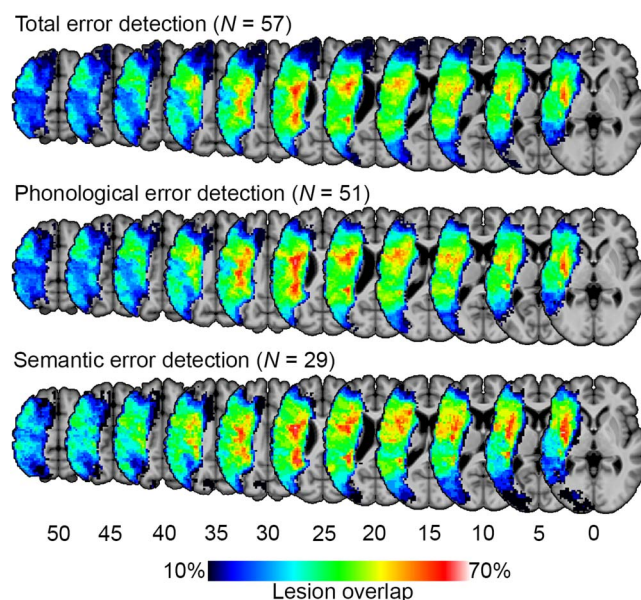 Total error detection (N = 57)
Phonological error detection (N = 51)
Semantic error detection (N = 29)
50 45 40 35 30 25 20 15 10 5 0
10% 70%
Lesion overlap